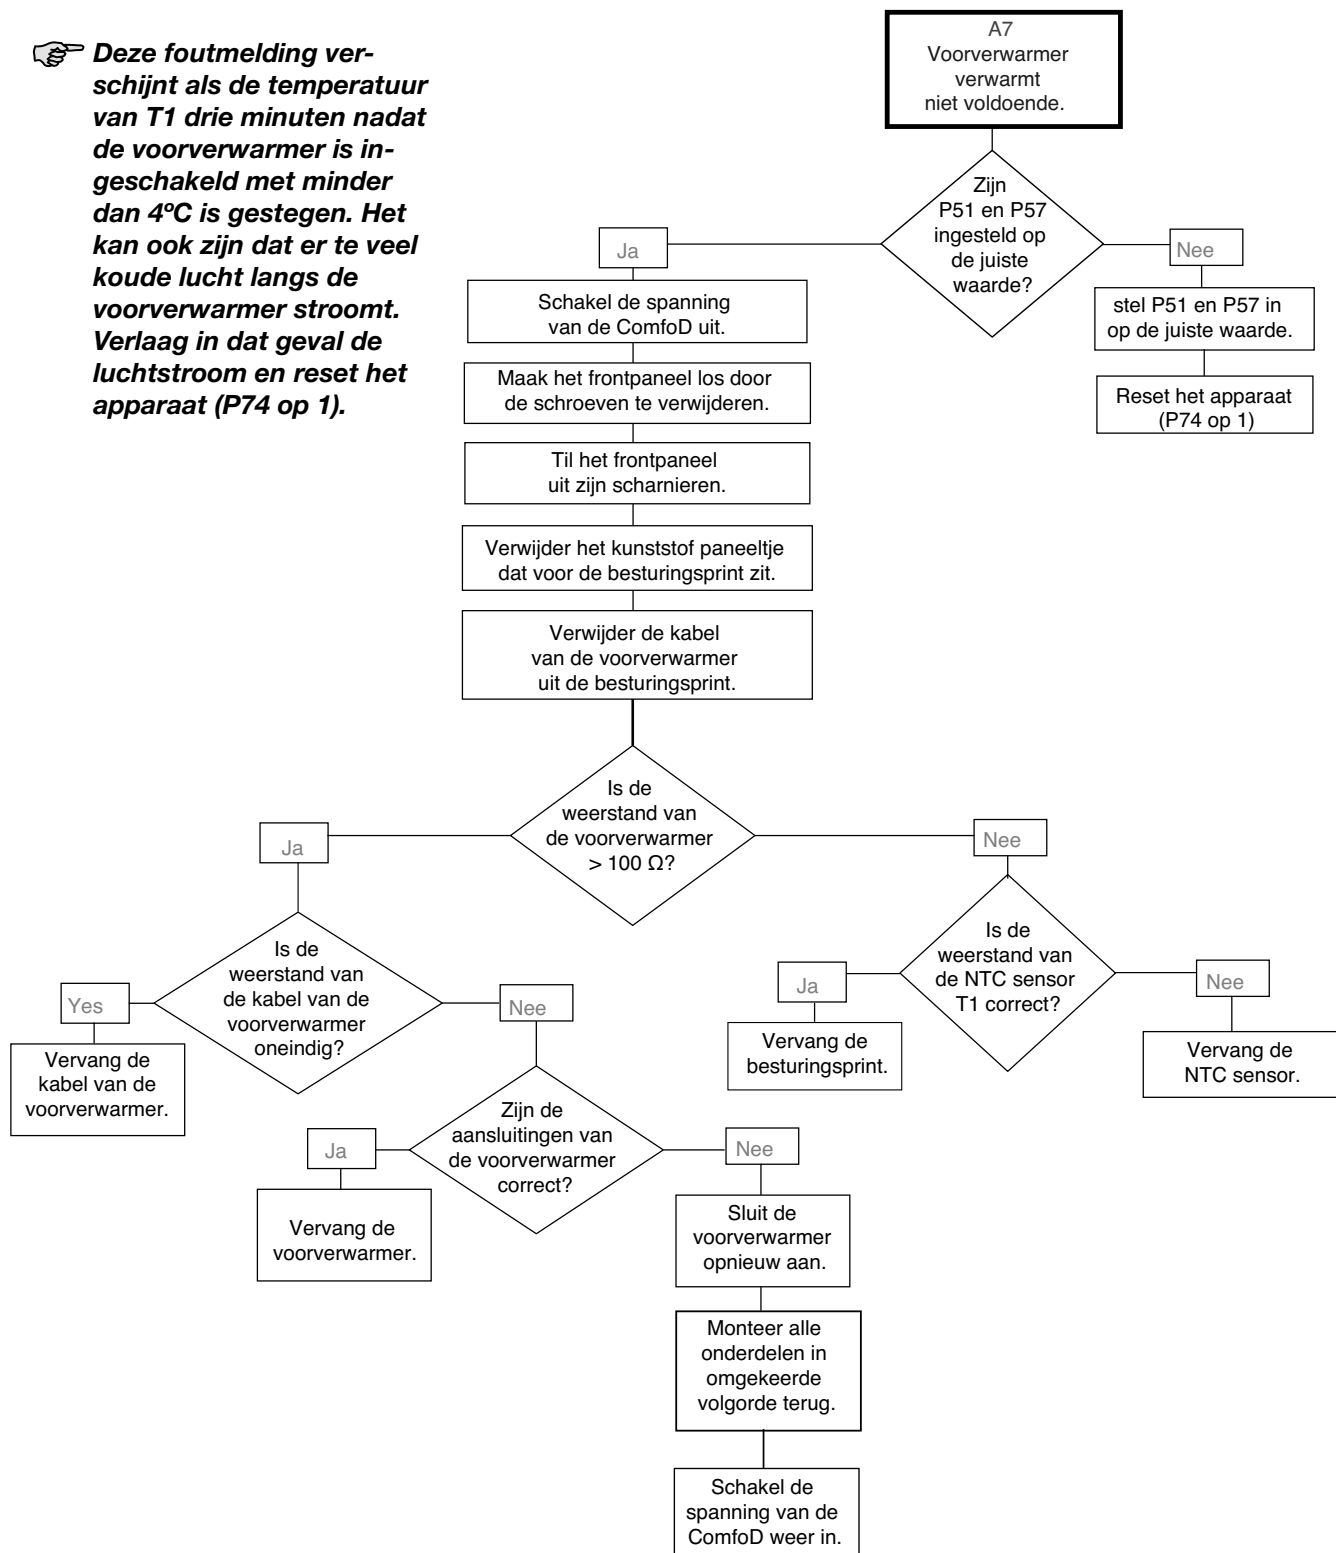 Deze foutmelding ver-
schijnt als de temperatuur
van T1 drie minuten nadat
de voorverwarmer is in-
geschakeld met minder
dan 4ºC is gestegen. Het
kan ook zijn dat er te veel
koude lucht langs de
voorverwarmer stroomt.
Verlaag in dat geval de
luchtstroom en reset het
apparaat (P74 op 1).
A7
Voorverwarmer
verwarmt
niet voldoende.
Zijn
P51 en P57
ingesteld op
de juiste
waarde?
Ja
Nee
Schakel de spanning
van de ComfoD uit.
stel P51 en P57 in
op de juiste waarde.
Maak het frontpaneel los door
de schroeven te verwijderen.
Reset het apparaat
(P74 op 1)
Til het frontpaneel
uit zijn scharnieren.
Verwijder het kunststof paneeltje
dat voor de besturingsprint zit.
Verwijder de kabel
van de voorverwarmer
uit de besturingsprint.
Is de
weerstand van
de voorverwarmer
> 100 Ω?
Ja
Nee
Is de
weerstand van
de kabel van de
voorverwarmer
oneindig?
Is de
weerstand van
de NTC sensor
T1 correct?
Yes
Nee
Ja
Nee
Vervang de
kabel van de
voorverwarmer.
Vervang de
besturingsprint.
Vervang de
NTC sensor.
Zijn de
aansluitingen van
de voorverwarmer
correct?
Ja
Nee
Vervang de
voorverwarmer.
Sluit de
voorverwarmer
opnieuw aan.
Monteer alle
onderdelen in
omgekeerde
volgorde terug.
Schakel de
spanning van de
ComfoD weer in.